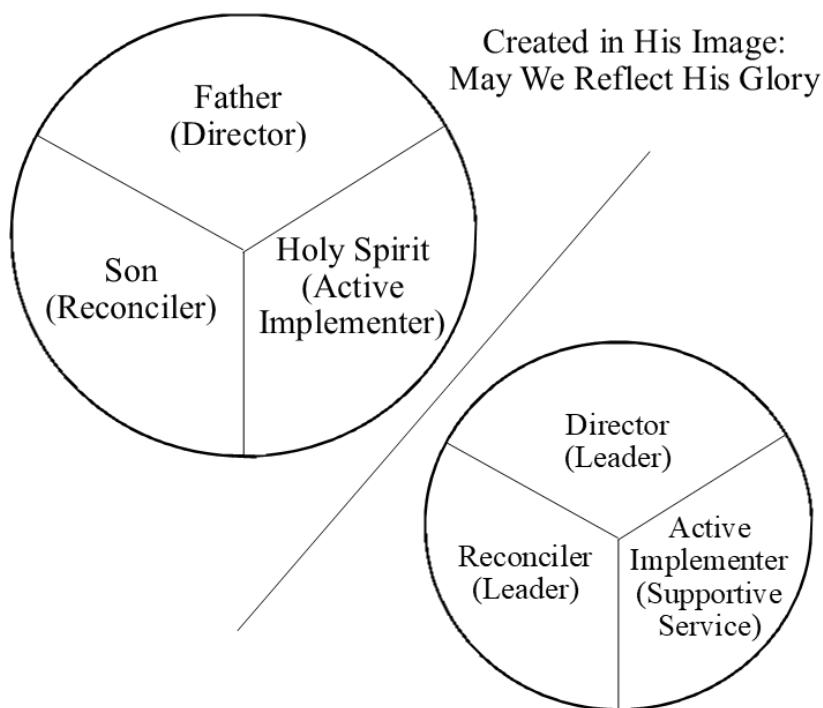 Created in His Image:
May We Reflect His Glory
Father
(Director)
Son
(Reconciler)
Holy Spirit
(Active
Implementer)
Director
(Leader)
Reconciler
(Leader)
Active
Implementer
(Supportive
Service)